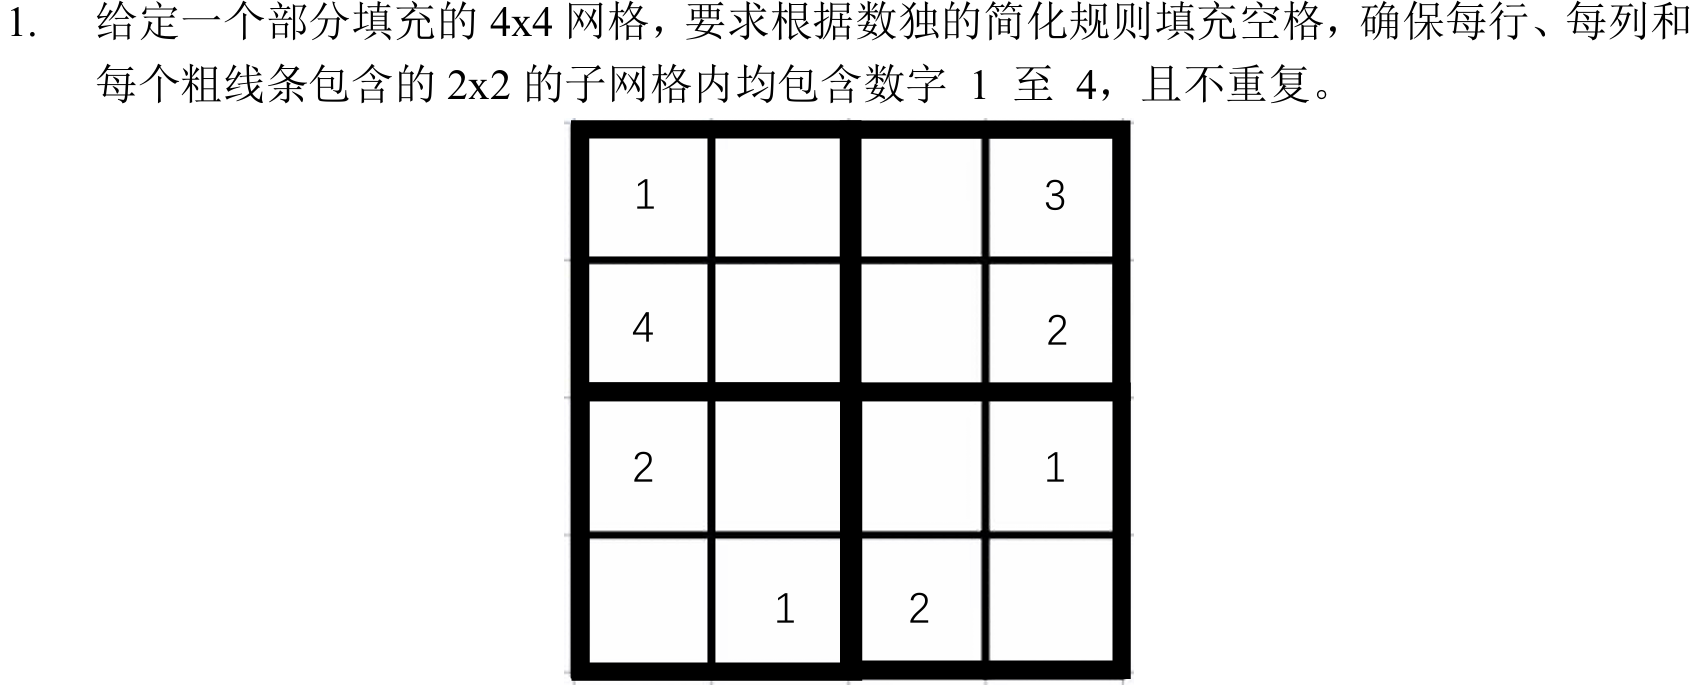 1. 给定一个部分填充的 4x4 网格，要求根据数独的简化规则填充空格，确保每行、每列和
每个粗线条包含的 2x2 的子网格内均包含数字 1 至 4，且不重复。
1 3
4 2
2 1
1 2